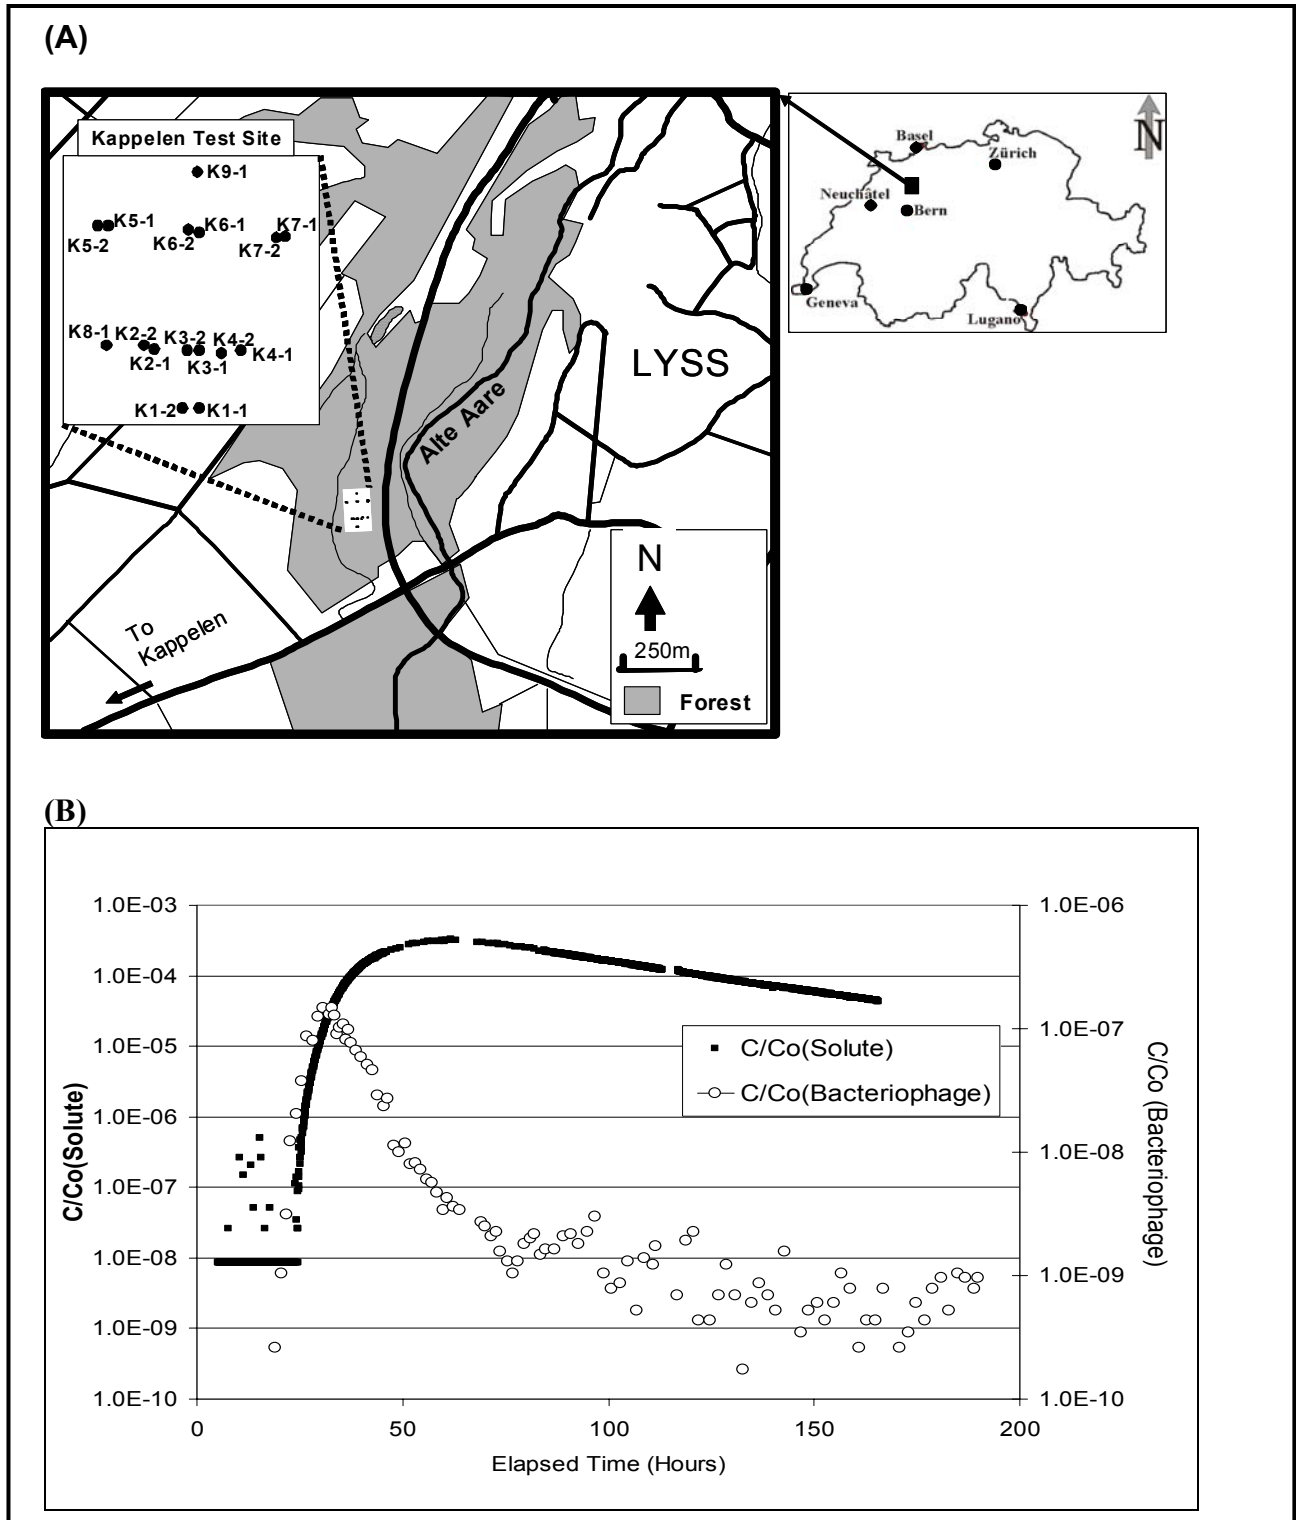 (A)
Kappelen Test Site
K9-1
K5-1
K5-2
K6-1
K6-2
K7-1
K7-2
K8-1
K2-2
K3-2
K4-2
K2-1
K3-1
K4-1
K1-2
K1-1
Alte Aare
LYSS
To
Kappelen
N
250m
Forest
N
Basel
Zürich
Neuchâtel
Bern
Geneva
Lugano
(B)
1.0E-03
1.0E-04
1.0E-05
1.0E-06
1.0E-07
1.0E-08
1.0E-09
1.0E-10
C/Co(Solute)
1.0E-06
1.0E-07
1.0E-08
1.0E-09
1.0E-10
C/Co (Bacteriophage)
C/Co(Solute)
C/Co(Bacteriophage)
0
50
100
150
200
Elapsed Time (Hours)